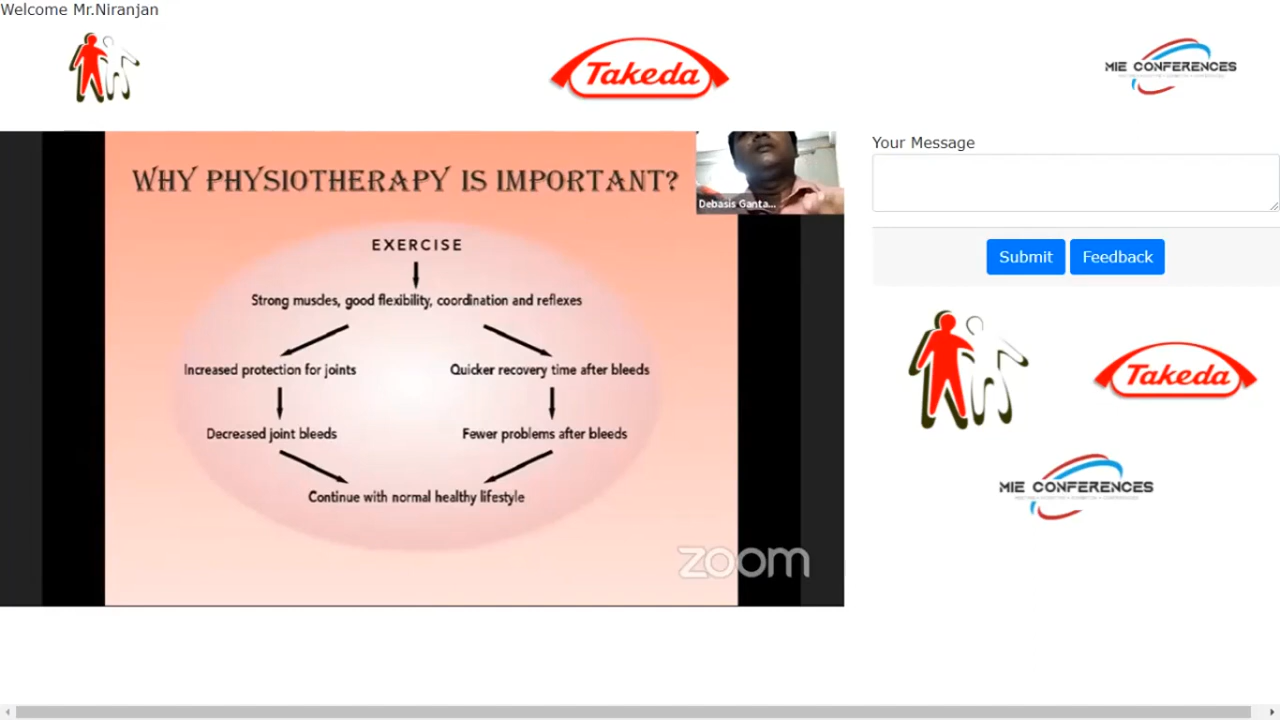 Welcome Mr.Niranjan
Takeda
MIE CONFERENCES
WHY PHYSIOTHERAPY IS IMPORTANT?
Debasis Ganta...
EXERCISE
Strong muscles, good flexibility, coordination and reflexes
Increased protection for joints
Quicker recovery time after bleeds
Decreased joint bleeds
Fewer problems after bleeds
Continue with normal healthy lifestyle
zoom
Your Message
Submit
Feedback
Takeda
MIE CONFERENCES